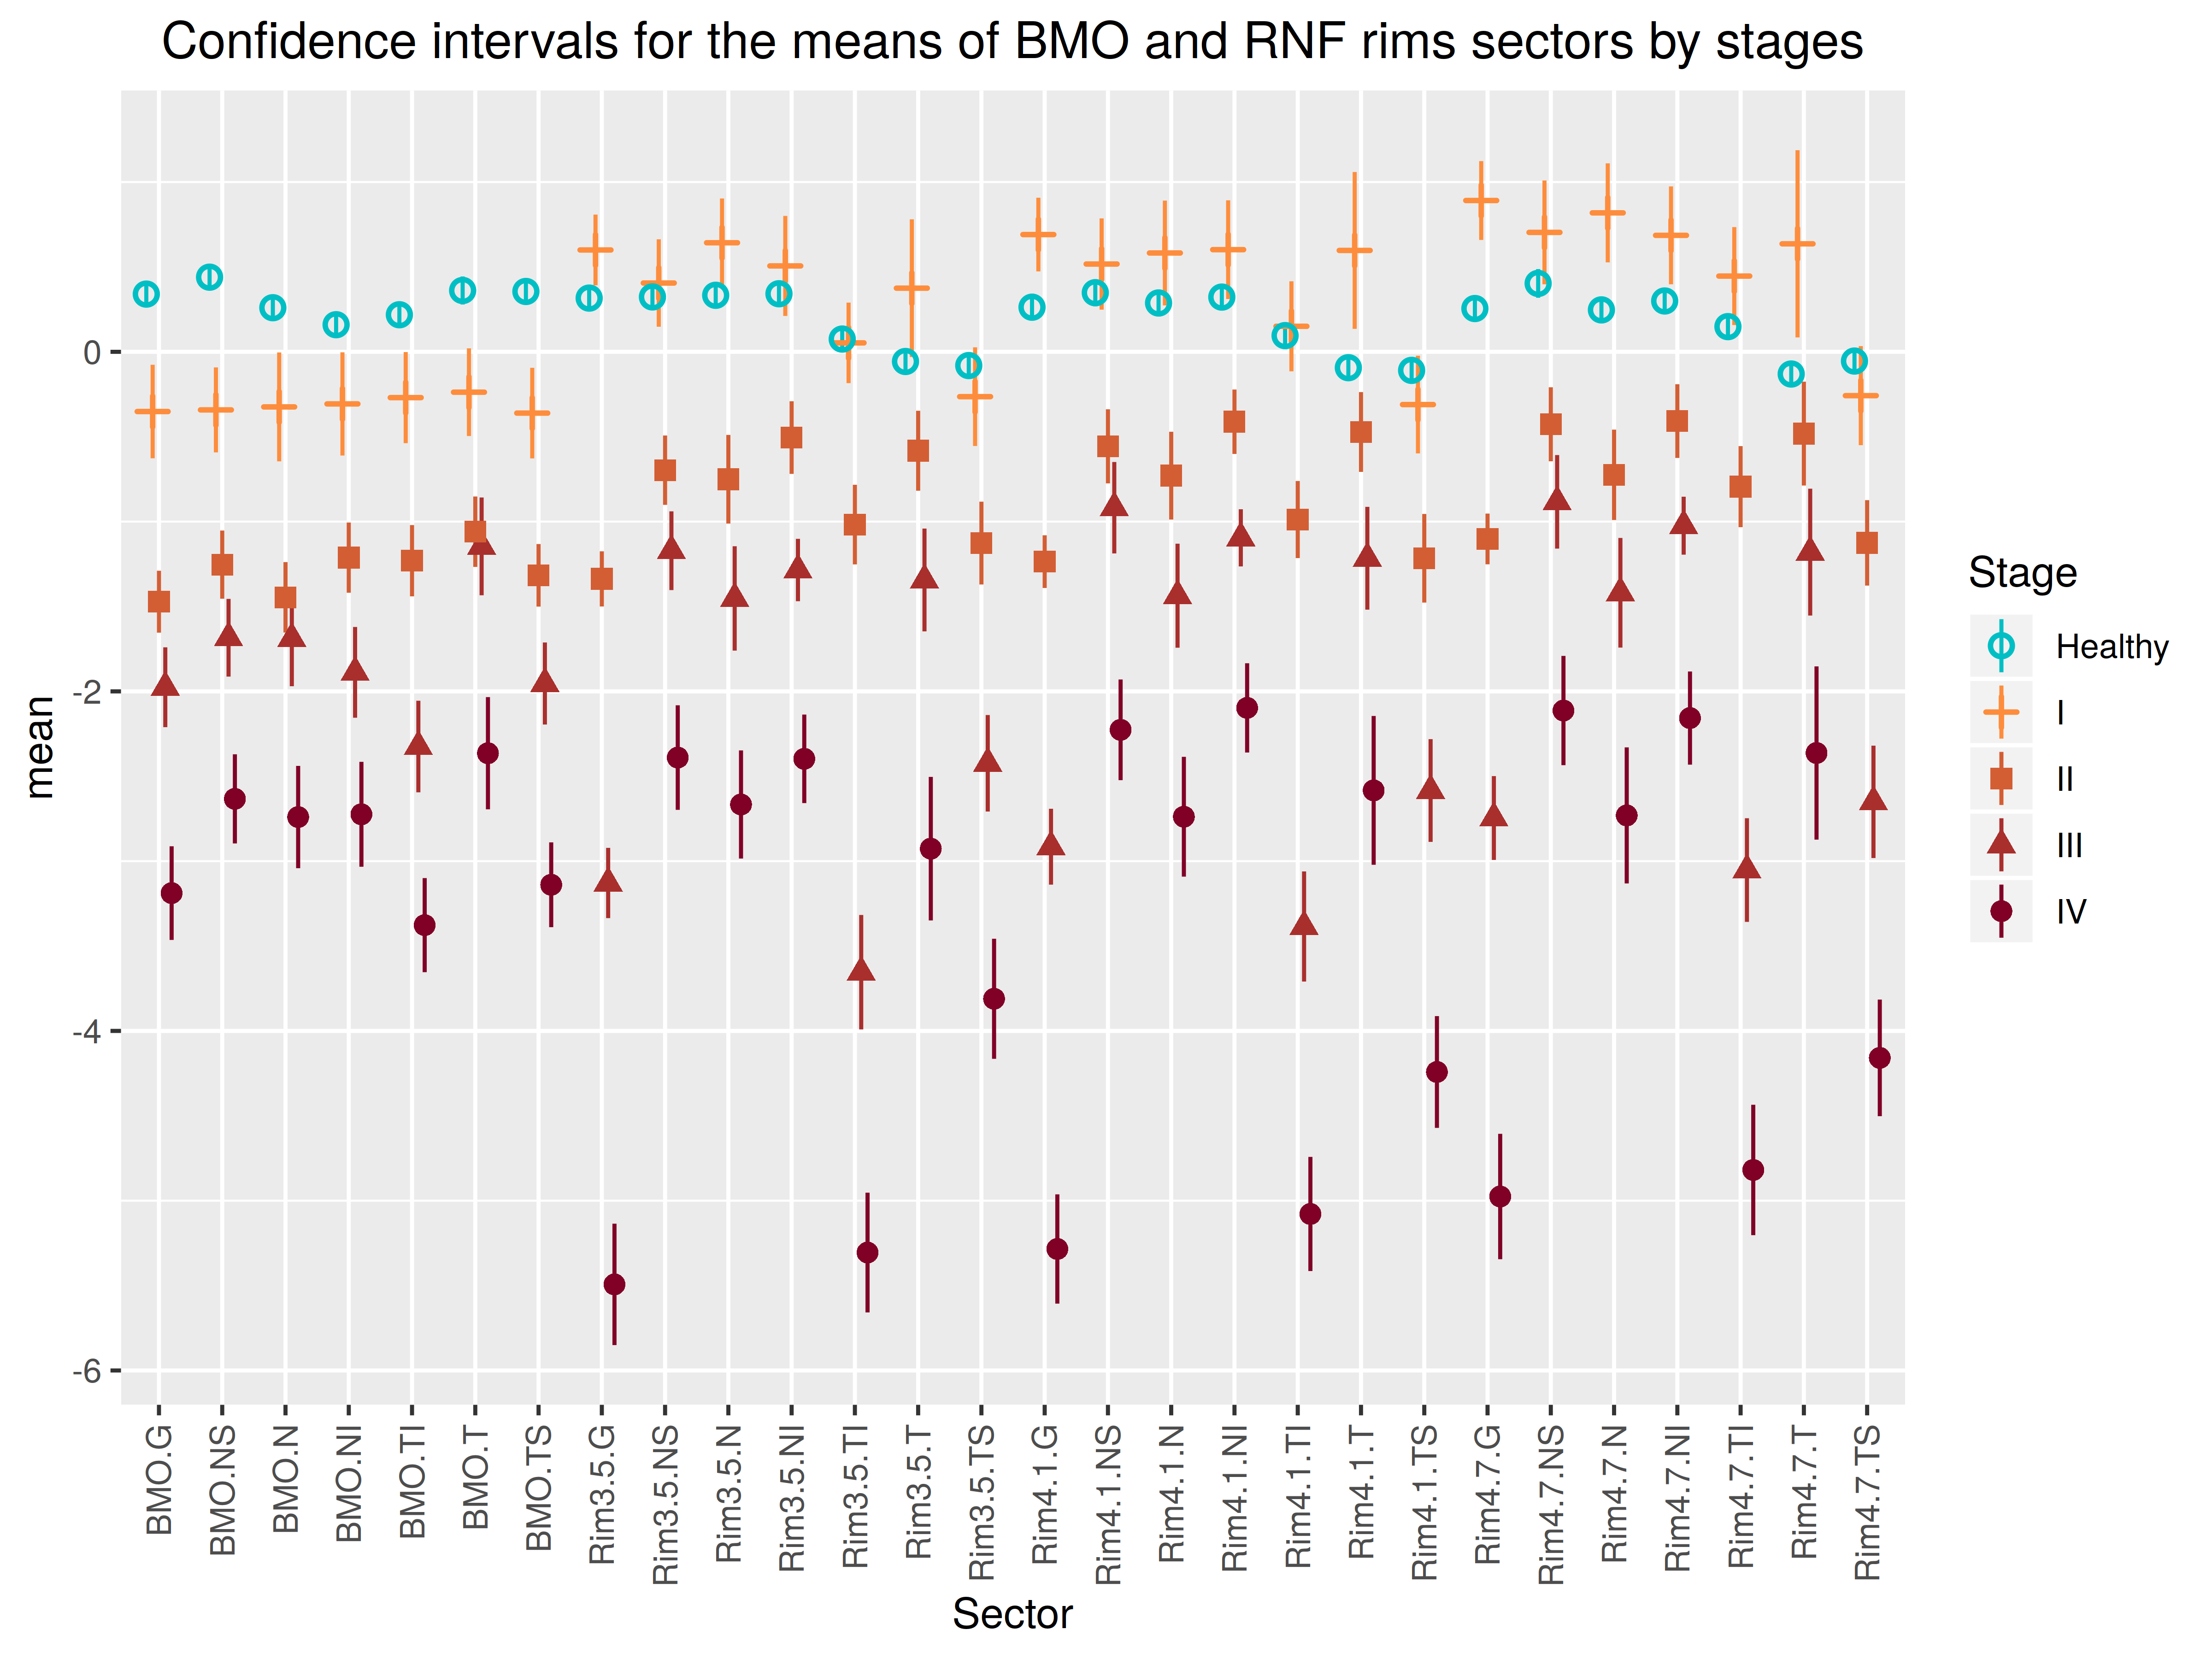 Confidence intervals for the means of BMO and RNF rims sectors by stages
0
-2
-4
-6
mean
BMO.G
BMO.NS
BMO.N
BMO.NI
BMO.TI
BMO.T
BMO.TS
Rim3.5.G
Rim3.5.NS
Rim3.5.N
Rim3.5.NI
Rim3.5.TI
Rim3.5.T
Rim3.5.TS
Rim4.1.G
Rim4.1.NS
Rim4.1.N
Rim4.1.NI
Rim4.1.TI
Rim4.1.T
Rim4.1.TS
Rim4.7.G
Rim4.7.NS
Rim4.7.N
Rim4.7.NI
Rim4.7.TI
Rim4.7.T
Rim4.7.TS
Sector
Stage
Healthy
I
II
III
IV